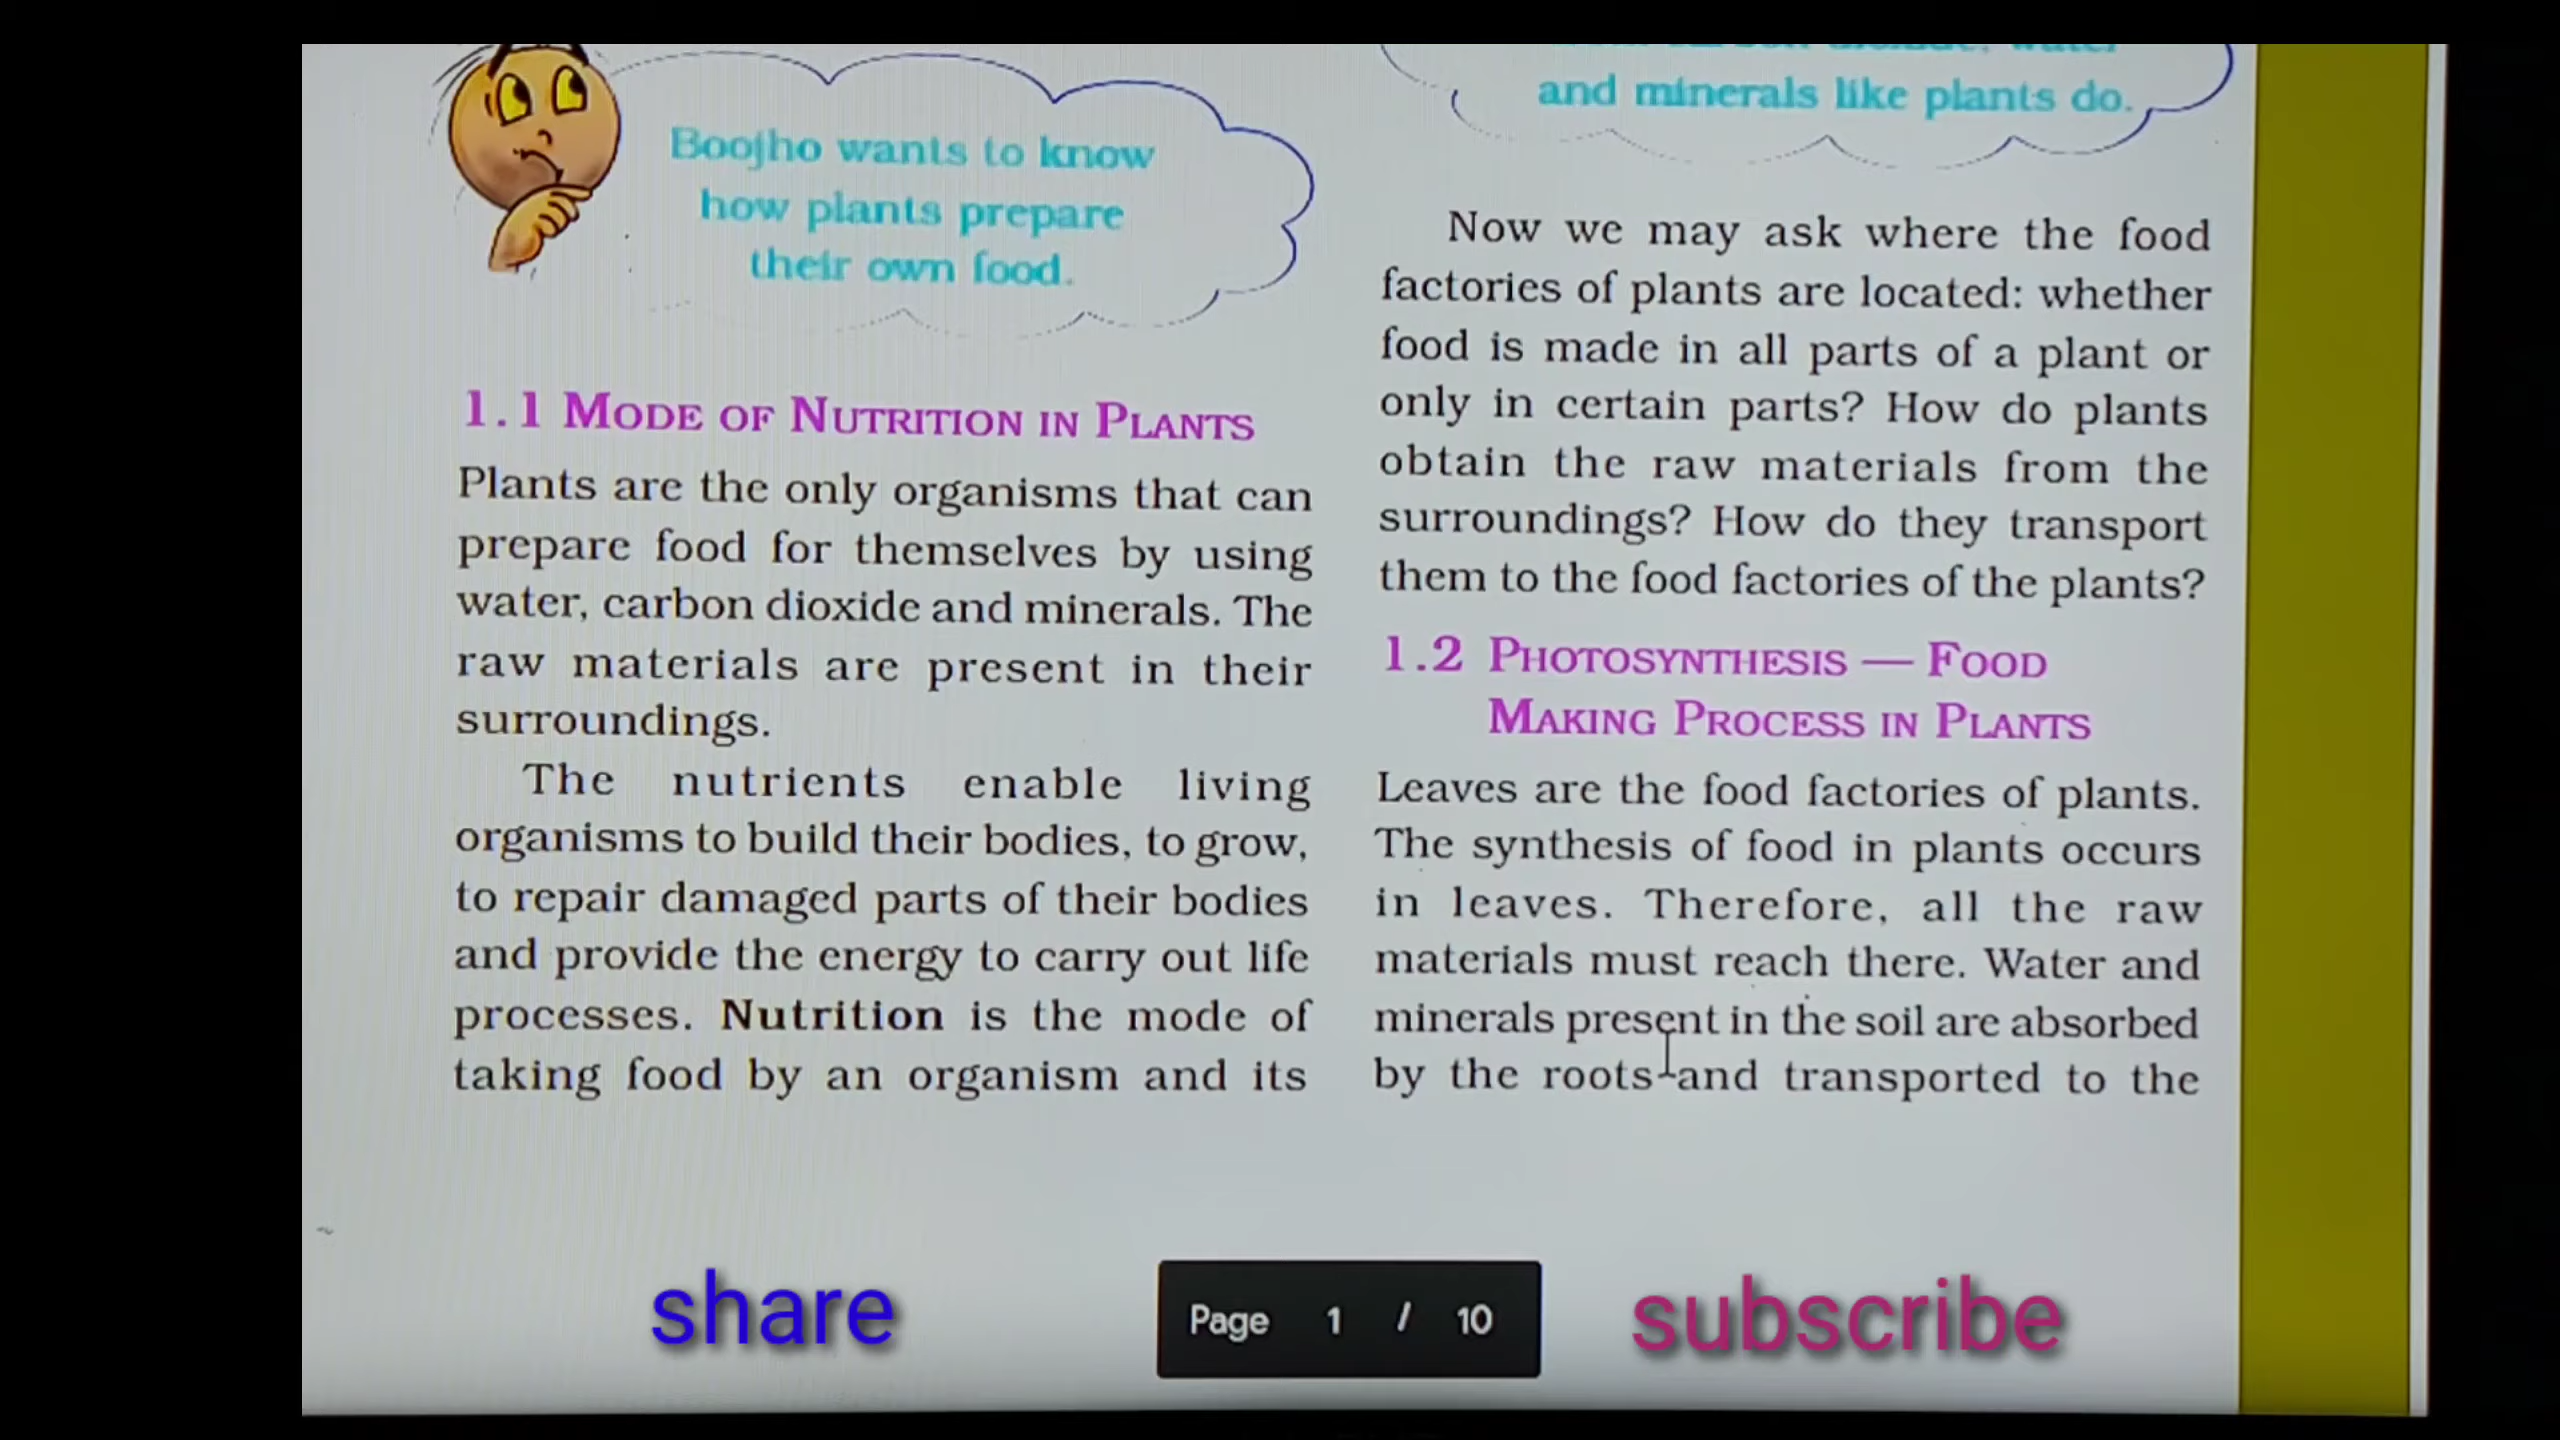 Boojho wants to know
how plants prepare
their own food.
1.1 MODE OF NUTRITION IN PLANTS
Plants are the only organisms that can
prepare food for themselves by using
water, carbon dioxide and minerals. The
raw materials are present in their
surroundings.
The nutrients enable living
organisms to build their bodies, to grow,
to repair damaged parts of their bodies
and provide the energy to carry out life
processes. Nutrition is the mode of
taking food by an organism and its
and minerals like plants do.
Now we may ask where the food
factories of plants are located: whether
food is made in all parts of a plant or
only in certain parts? How do plants
obtain the raw materials from the
surroundings? How do they transport
them to the food factories of the plants?
1.2 PHOTOSYNTHESIS — FOOD
MAKING PROCESS IN PLANTS
Leaves are the food factories of plants.
The synthesis of food in plants occurs
in leaves. Therefore, all the raw
materials must reach there. Water and
minerals present in the soil are absorbed
by the roots and transported to the
share
Page 1 / 10
subscribe